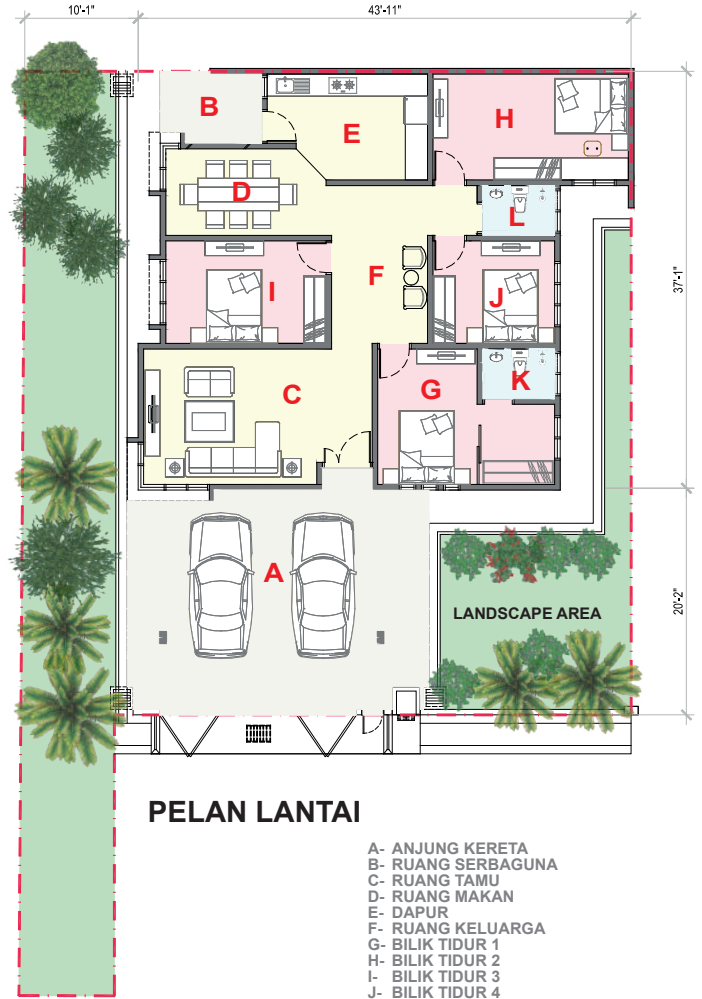 10'-1"
43'-11"
B
E
H
D
L
I
F
J
37'-1"
C
G
K
A
LANDSCAPE AREA
20'-2"
PELAN LANTAI
A- ANJUNG KERETA
B- RUANG SERBAGUNA
C- RUANG TAMU
D- RUANG MAKAN
E- DAPUR
F- RUANG KELUARGA
G- BILIK TIDUR 1
H- BILIK TIDUR 2
I- BILIK TIDUR 3
J- BILIK TIDUR 4